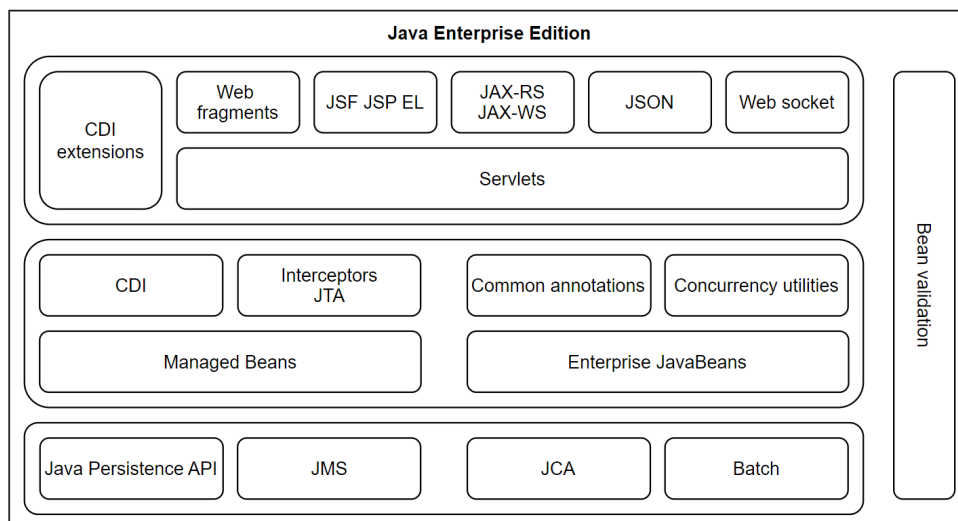 Java Enterprise Edition
CDI
extensions
Web
fragments
JSF JSP EL
JAX-RS
JAX-WS
JSON
Web socket
Servlets
CDI
Interceptors
JTA
Common annotations
Concurrency utilities
Managed Beans
Enterprise JavaBeans
Java Persistence API
JMS
JCA
Batch
Bean validation